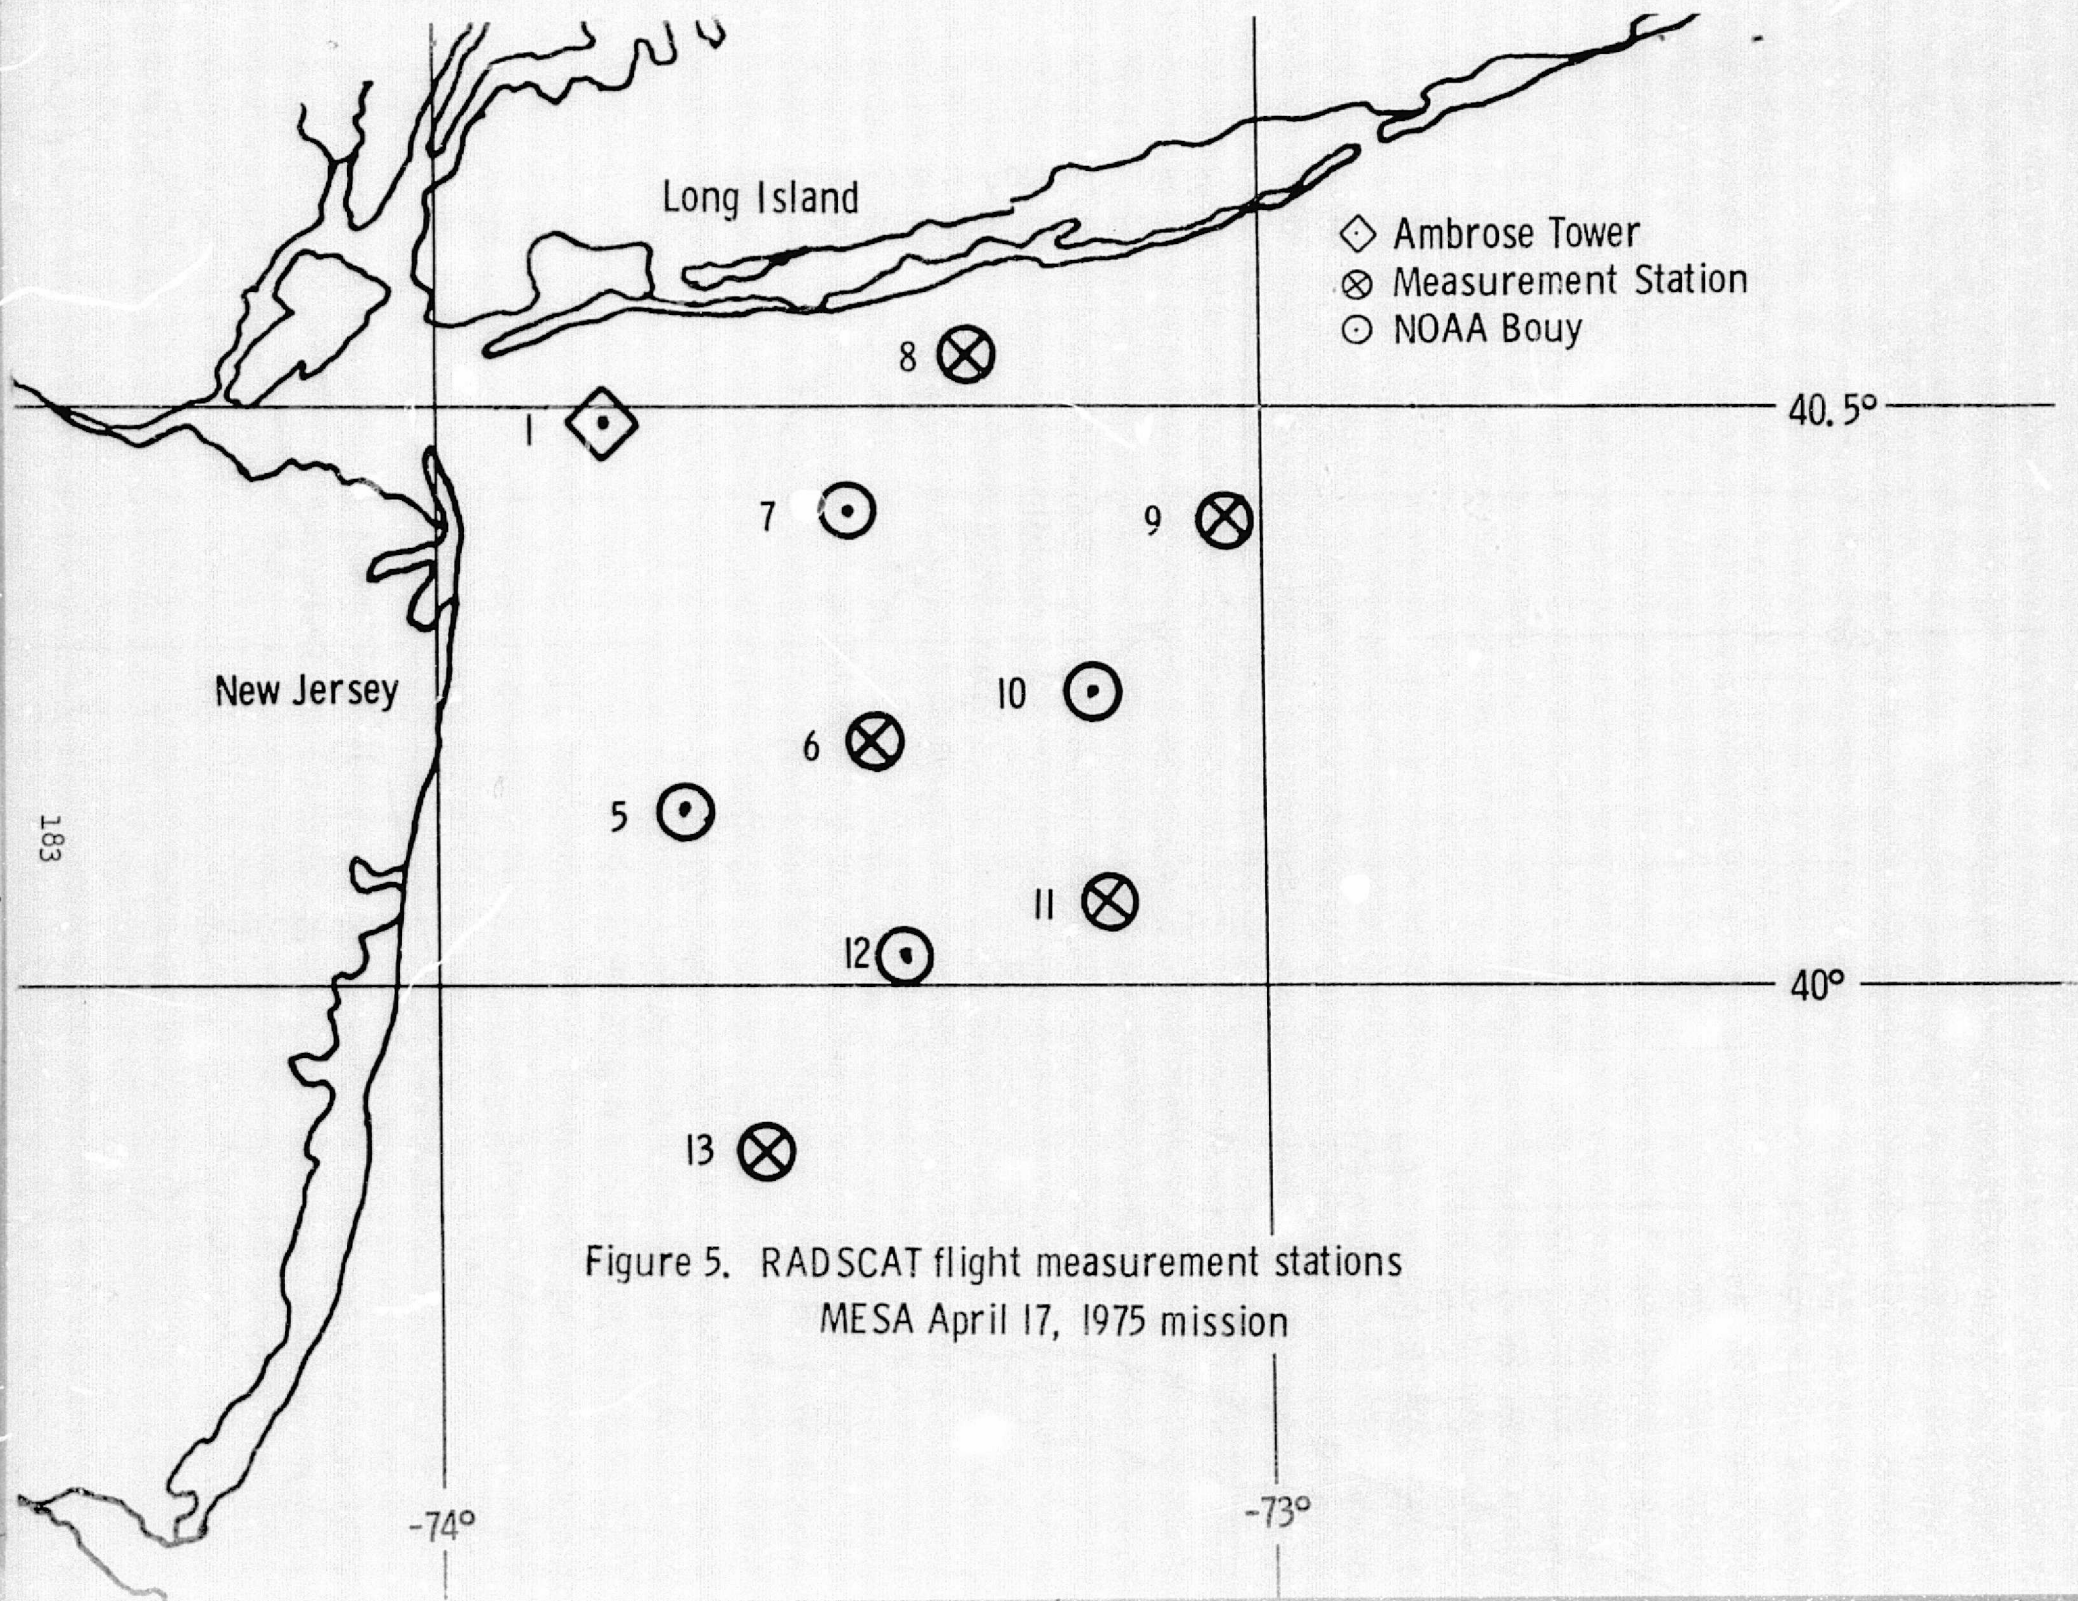 Long Island
Ambrose Tower
Measurement Station
NOAA Bouy
8
40.5°
1
7
9
New Jersey
10
6
5
183
11
12
40°
13
Figure 5. RADSCAT flight measurement stations
MESA April 17, 1975 mission
-74°
-73°